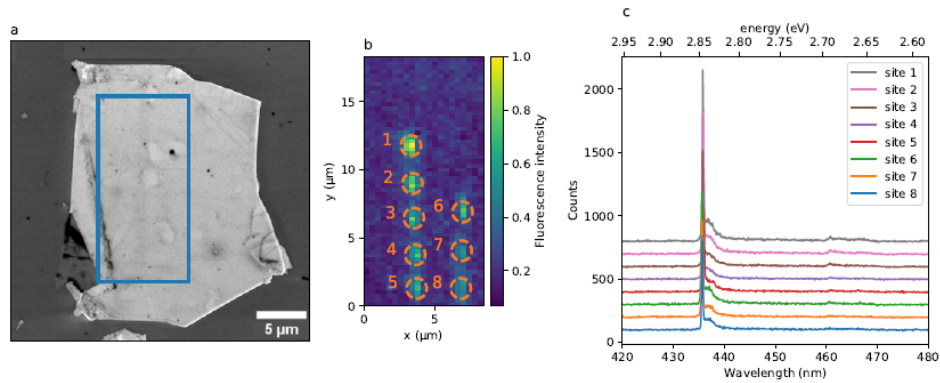 a
5 μm
b
Fluorescence intensity
1.0
0.8
0.6
0.4
0.2
y (μm)
15
10
5
0
0
5
x (μm)
1
2
3
4
5
6
7
8
c
energy (eV)
2.95
2.90
2.85
2.80
2.75
2.70
2.65
2.60
Counts
2000
1500
1000
500
0
420
430
440
450
460
470
480
Wavelength (nm)
site 1
site 2
site 3
site 4
site 5
site 6
site 7
site 8